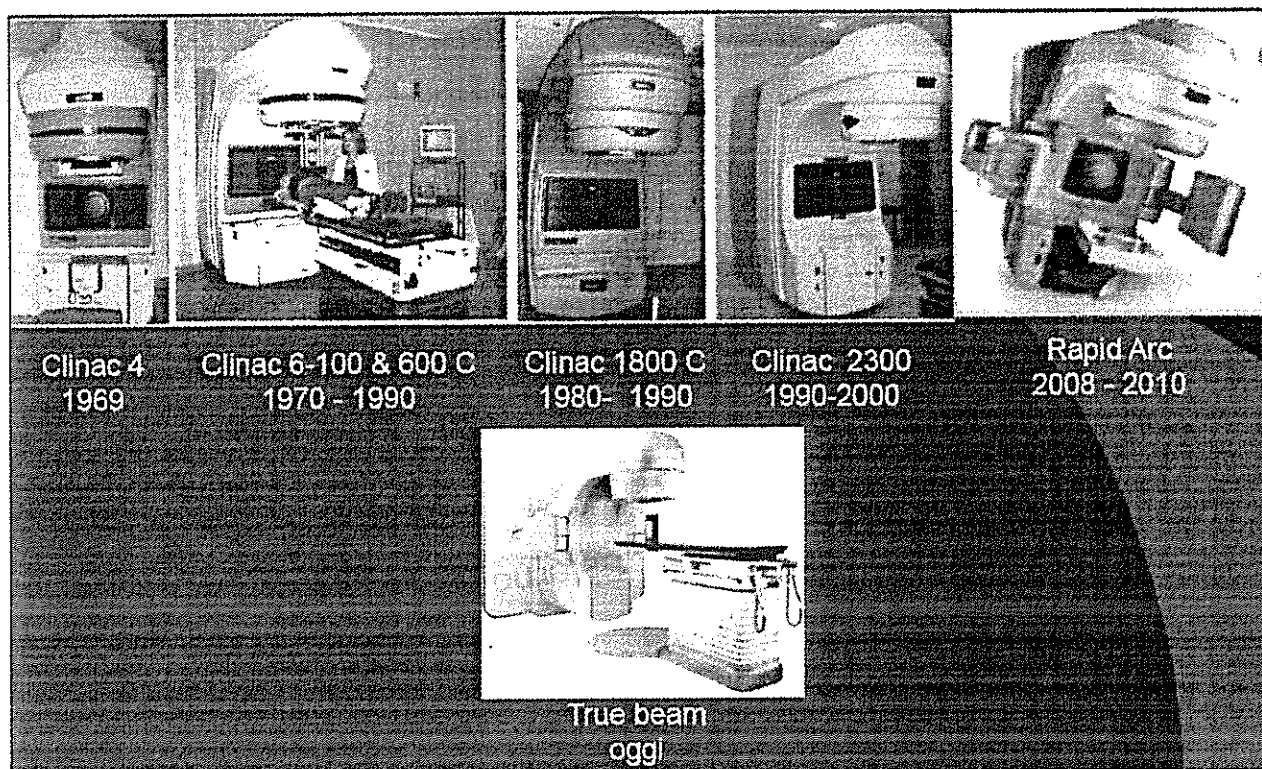 Clinac 4
1969
Clinac 6-100 & 600 C
1970 - 1990
Clinac 1800 C
1980- 1990
Clinac 2300
1990-2000
Rapid Arc
2008 - 2010
True beam
oggi